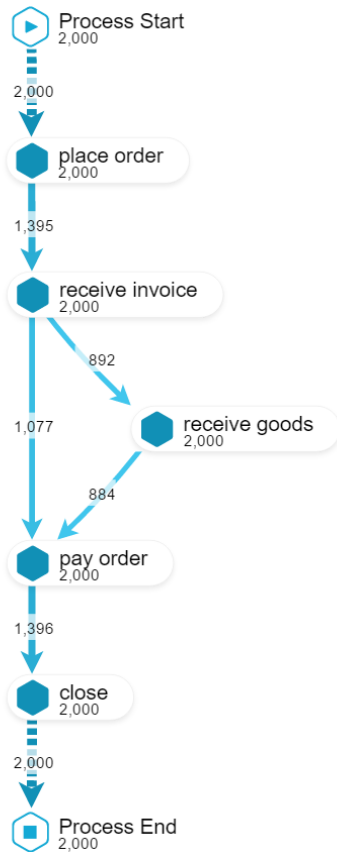 Process Start
2,000
2,000
place order
2,000
1,395
receive invoice
2,000
892
1,077
receive goods
2,000
884
pay order
2,000
1,396
close
2,000
2,000
Process End
2,000